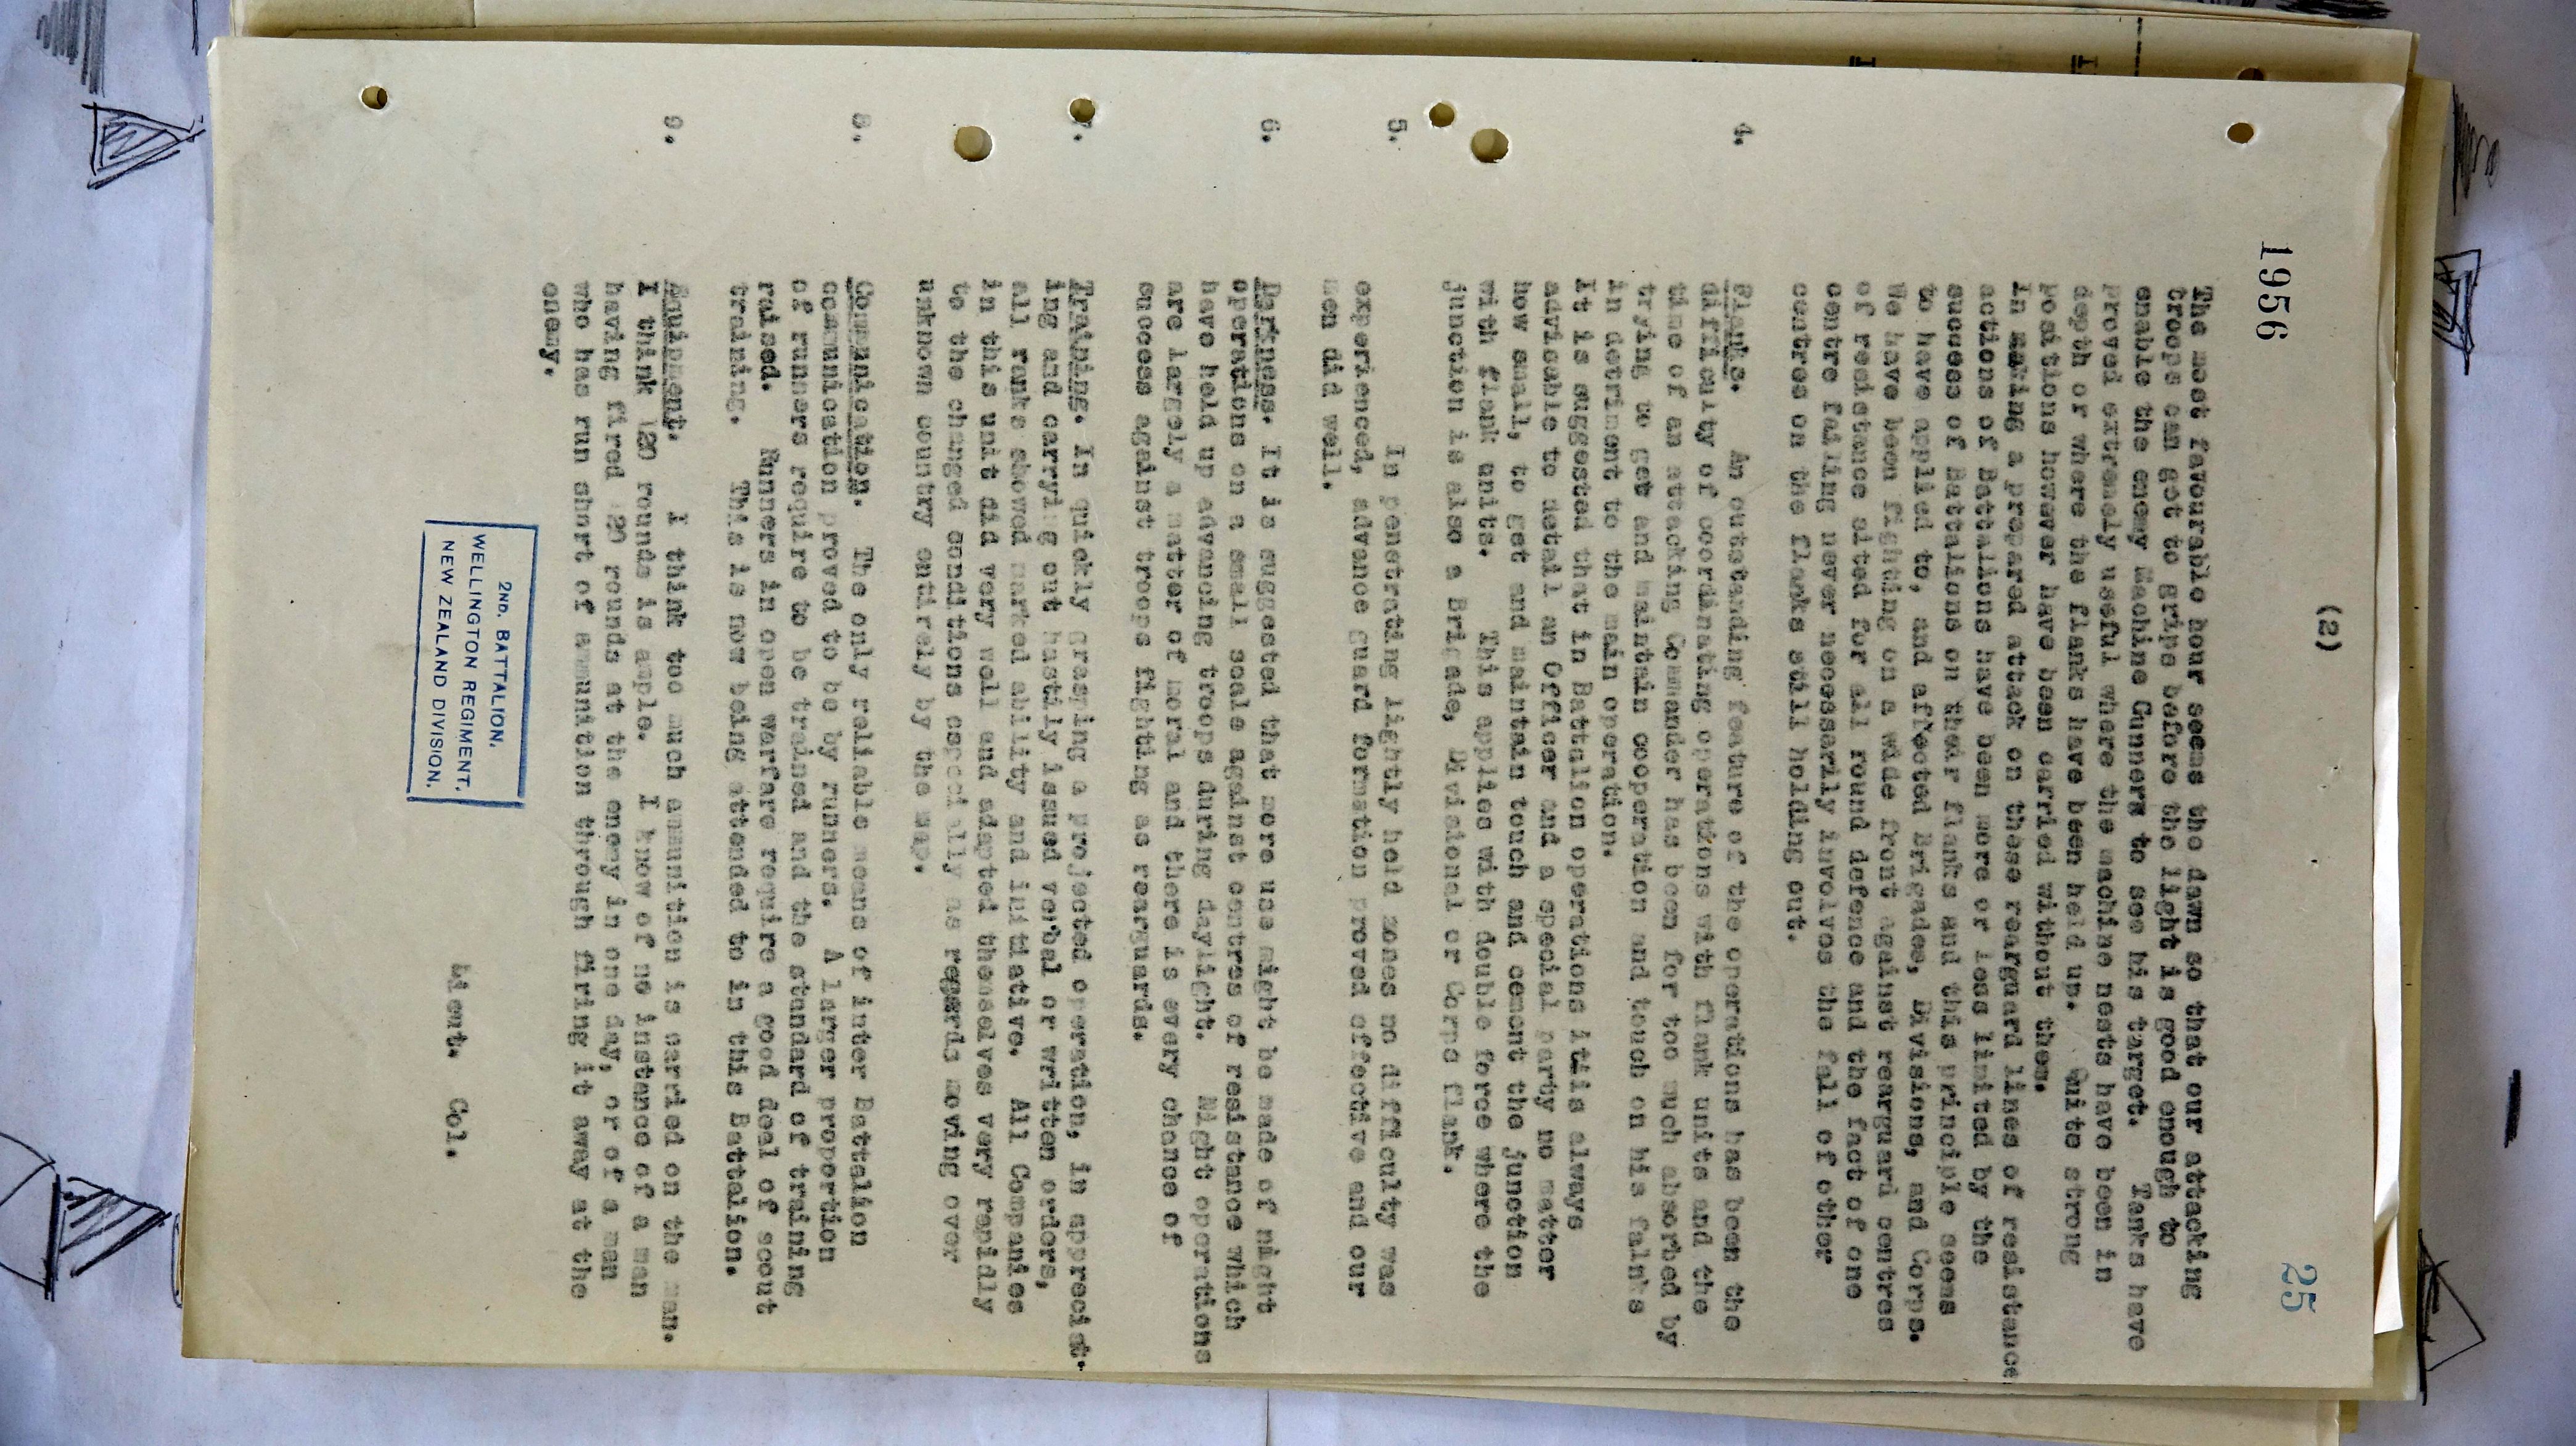 (2)
1956
25
The most favourable hour seems the dawn so that our attacking
troops can get to grips before the light is good enough to
enable the enemy Machine Gunners to see his target. Tanks have
proved extremely useful where the machine nests have been in
depth or where the flanks have been held up. Quite strong
positions however have been carried without them.
In making a prepared attack on these rearguard lines of resistance
actions of Battalions have been more or less limited by the
success of Battalions on their flanks and this principle seems
to have applied to, and affected Brigades, Divisions, and Corps.
We have been fighting on a wide front against rearguard centres
of resistance sited for all round defence and the fact of one
centre failing never necessarily involves the fall of other
centres on the flanks still holding out.
4. Flanks. An outstanding feature of the operations has been the
difficulty of coordinating operations with flank units and the
time of an attacking Commander has been for too much absorbed by
trying to get and maintain cooperation and touch on his falnks
in detriment to the main operation.
It is suggested that in Battalion operations itis always
advisable to detail an Officer and a special party no matter
how small, to get and maintain touch and cement the junction
with flank units. This applies with double force where the
junction is also a Brigade, Divisional or Corps flank.
5. In penetrating lightly held zones no difficulty was
experienced, advance guard formation proved effective and our
men did well.
6. Darkness. It is suggested that more use might be made of night
operations on a small scale against centres of resistance which
have held up advancing troops during daylight. Night operations
are largely a matter of moral and there is every chance of
success against troops fighting as rearguards.
7. Training. In quickly grasping a projected operation, in appreciat-
ing and carrying out hastily issued verbal or written orders,
all ranks showed marked ability and initiative. All Companies
in this unit did very well and adapted themselves very rapidly
to the changed conditions especially as regards moving over
unknown country entirely by the map.
8. Communication. The only reliable means of inter Battalion
communication proved to be by runners. A larger proportion
of runners require to be trained and the standard of training
raised. Runners in open warfare require a good deal of scout
training. This is now being attended to in this Battalion.
9. Equipment. I think too much ammunition is carried on the man.
I think 120 rounds is ample. I know of no instance of a man
having fired 120 rounds at the enemy in one day, or of a man
who has run short of ammunition through firing it away at the
enemy.
Lieut. Col.
2ND. BATTALION,
WELLINGTON REGIMENT,
NEW ZEALAND DIVISION.